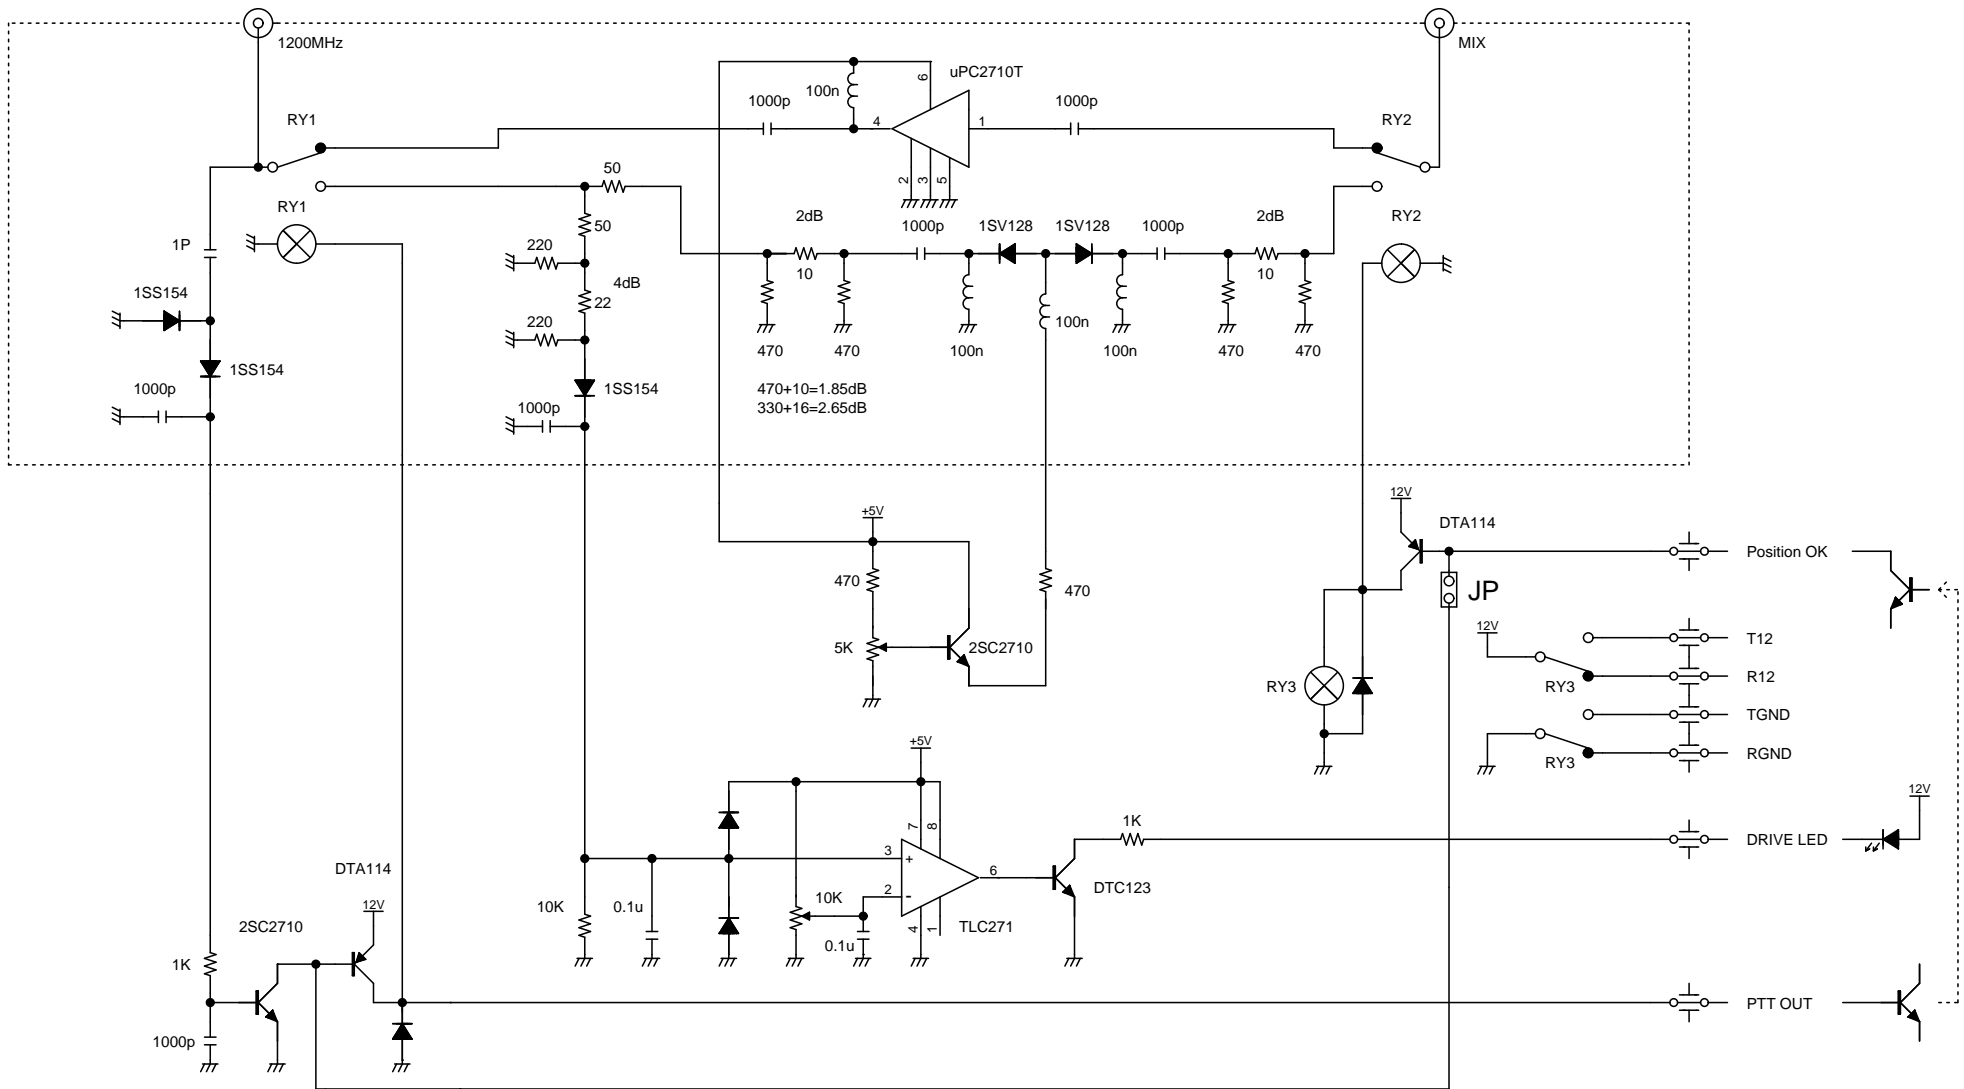 1200MHz
MIX
uPC2710T
6
100n
1000p
1000p
RY1
4
1
RY2
2
3
5
50
RY1
2dB
1000p
1SV128
1SV128
1000p
2dB
RY2
50
1P
220
10
10
4dB
22
1SS154
220
100n
470
470
100n
100n
470
470
1SS154
1000p
1SS154
1000p
470+10=1.85dB
330+16=2.65dB
12V
+5V
DTA114
Position OK
470
470
JP
12V
T12
5K
2SC2710
R12
RY3
RY3
TGND
+5V
RGND
RY3
12V
7
8
1K
DRIVE LED
3
+
DTA114
6
2
-
DTC123
10K
10K
0.1u
12V
4
1
TLC271
2SC2710
0.1u
1K
PTT OUT
1000p